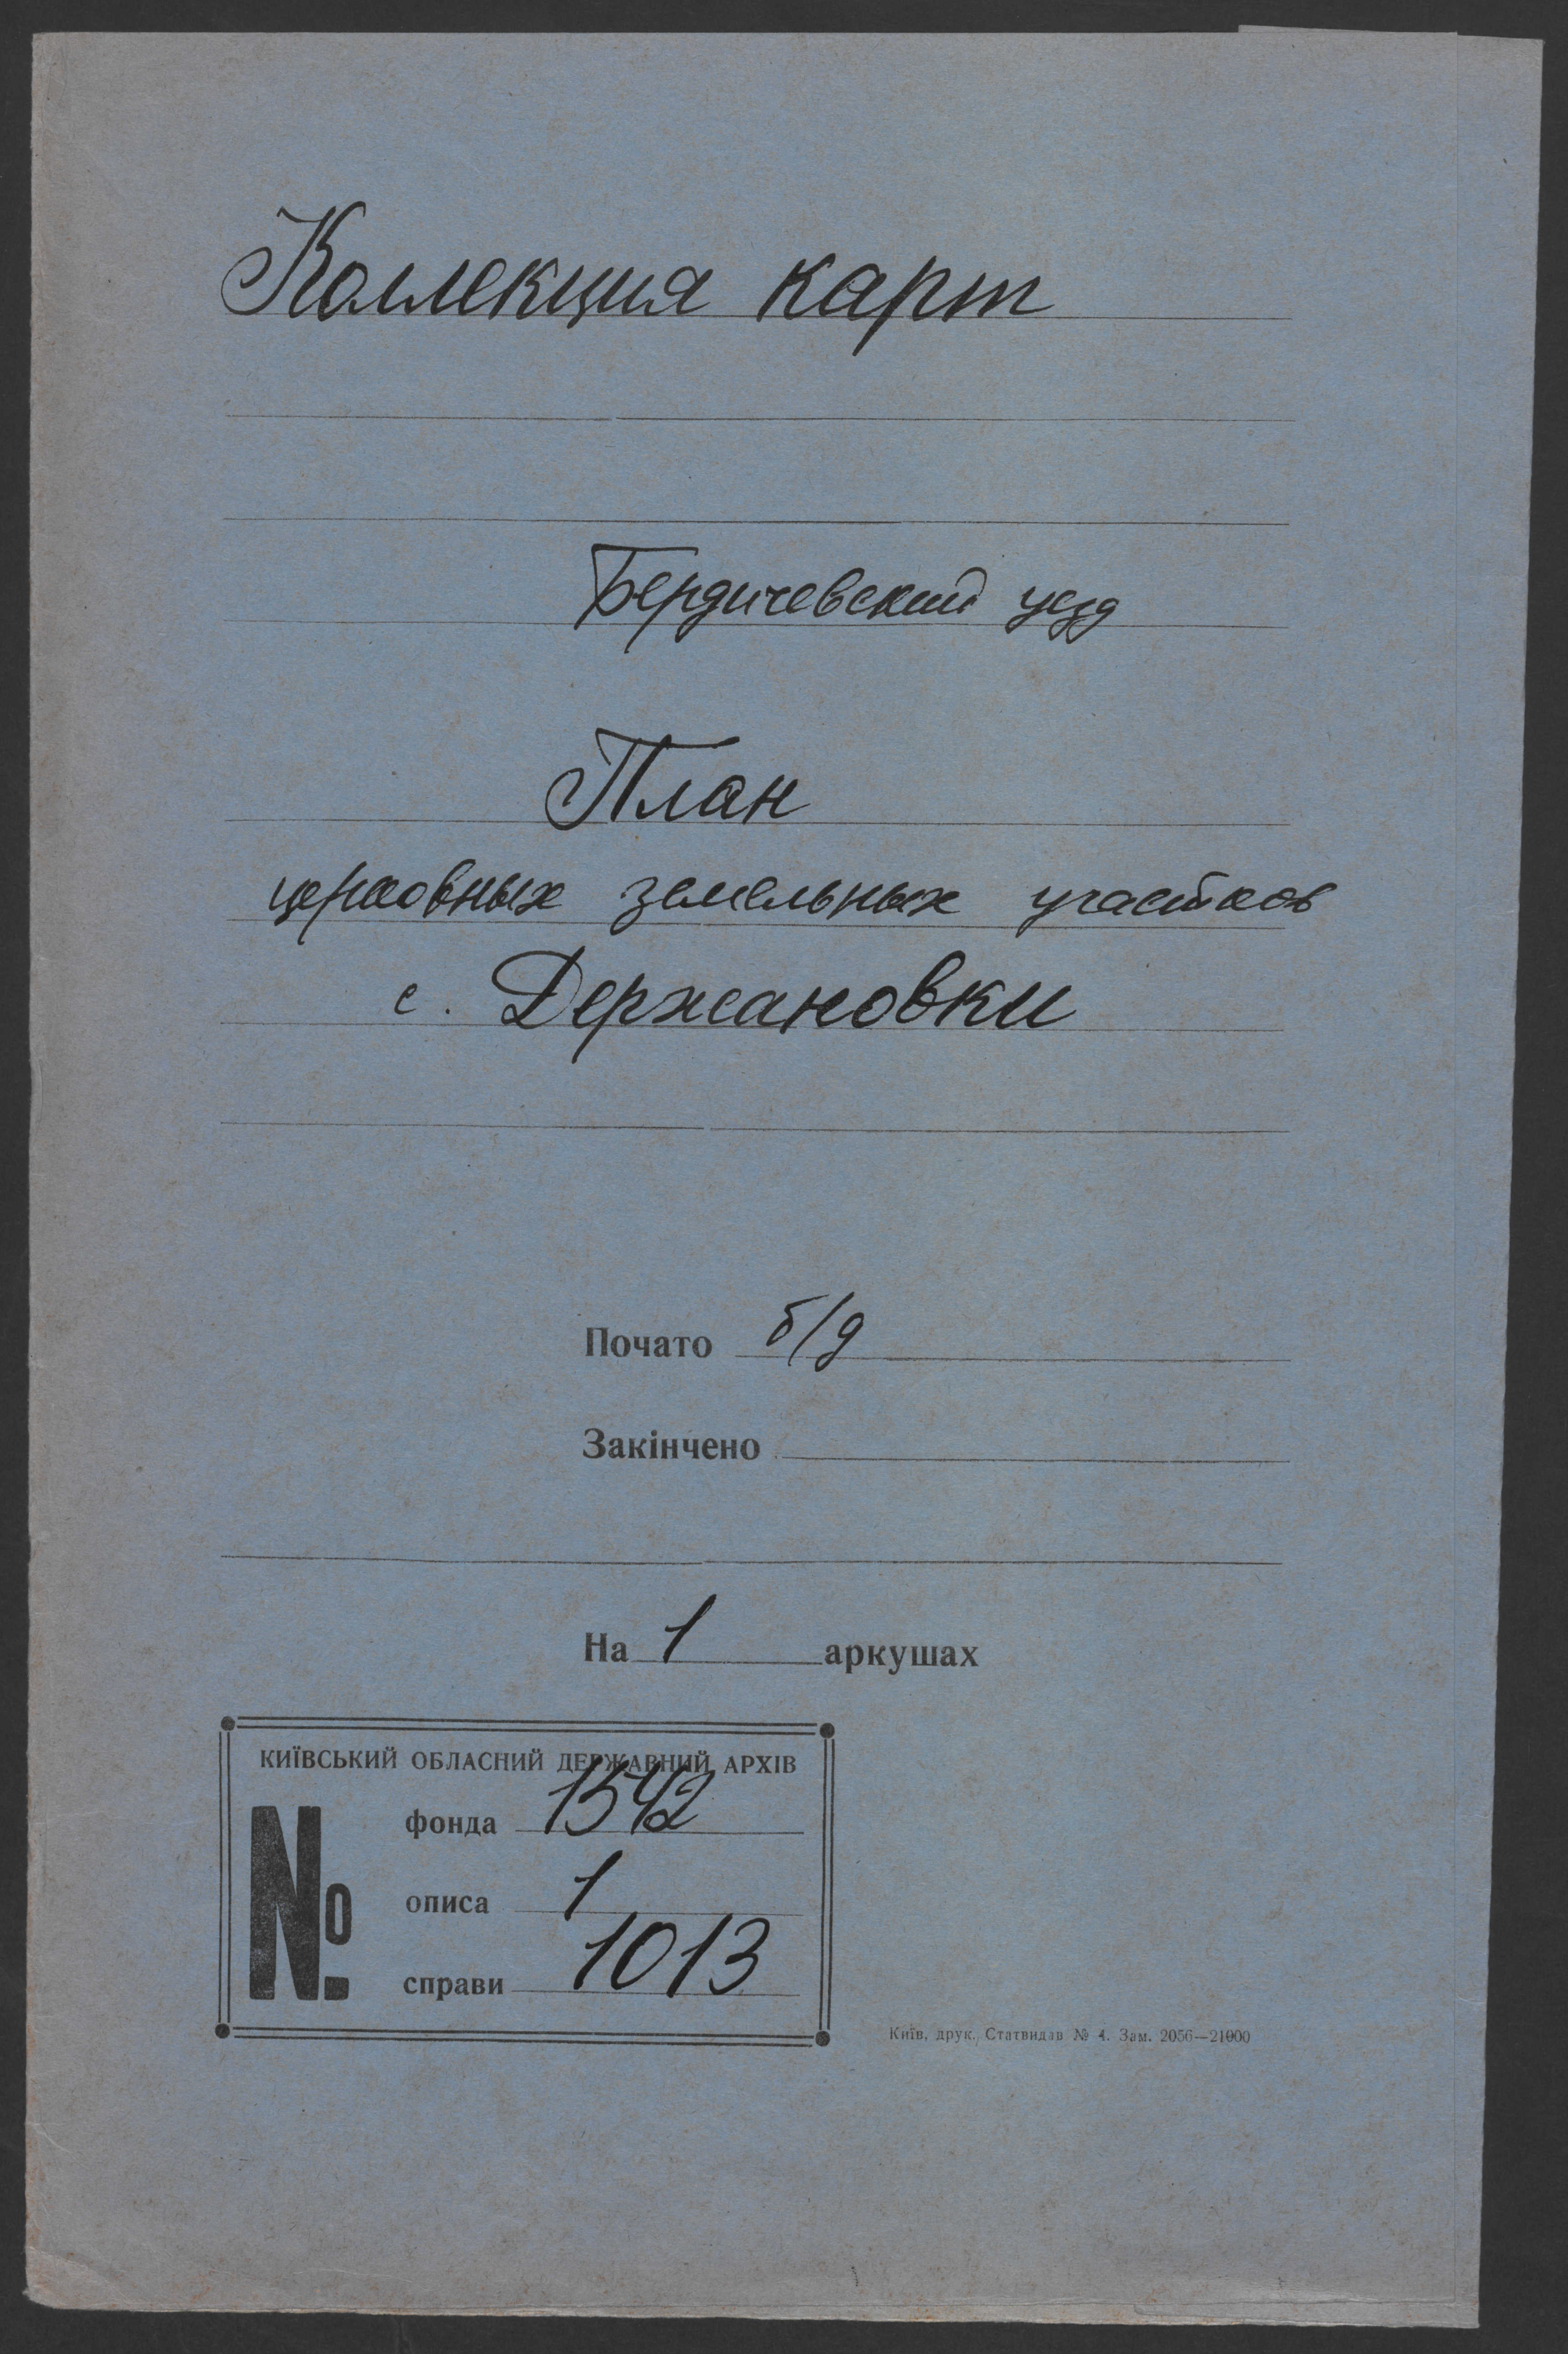 Коллекция карт
Бердичевский уезд
План
церковных земельных участков
с. Держановки
Почато б/д
Закінчено
На 1 аркушах
КИЇВСЬКИЙ ОБЛАСНИЙ ДЕРЖАВНИЙ АРХІВ
№
фонда 1542
описа 1
справи 1013
Київ, друк. Статвидав № 4. Зам. 2056—21000